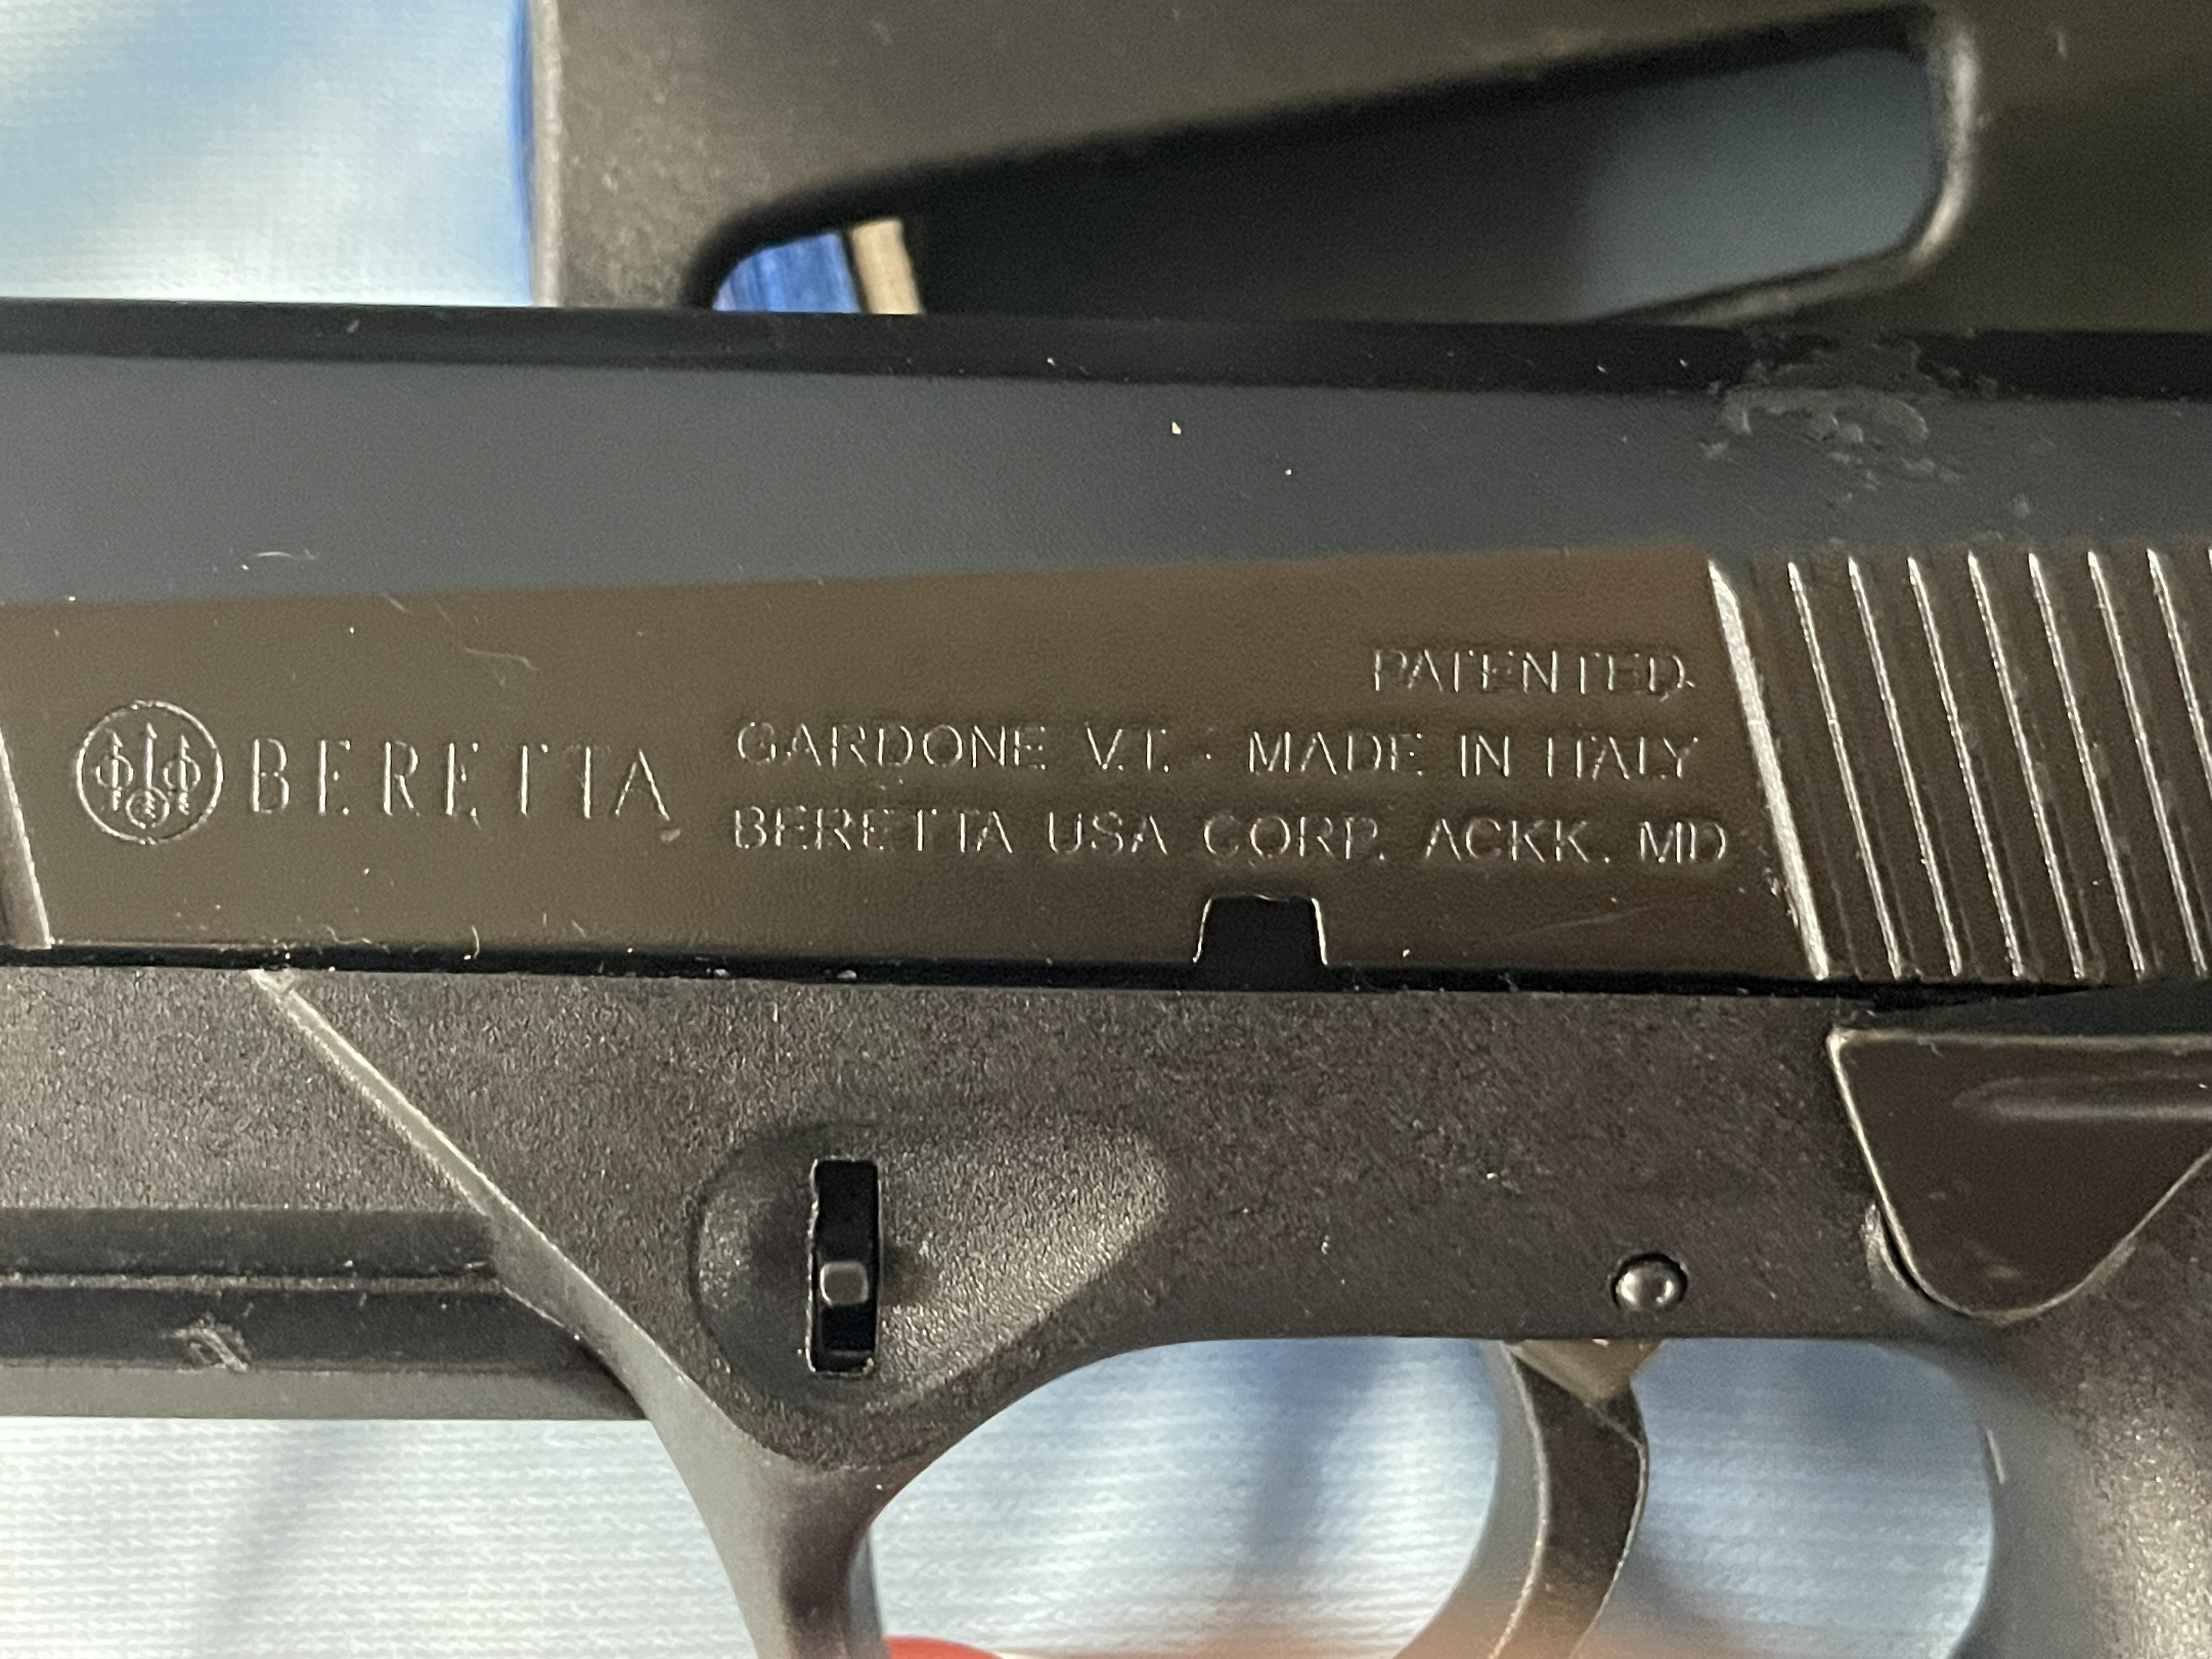 BERETTA
PATENTED
GARDONE V.T. - MADE IN ITALY
BERETTA USA CORP. ACKK. MD